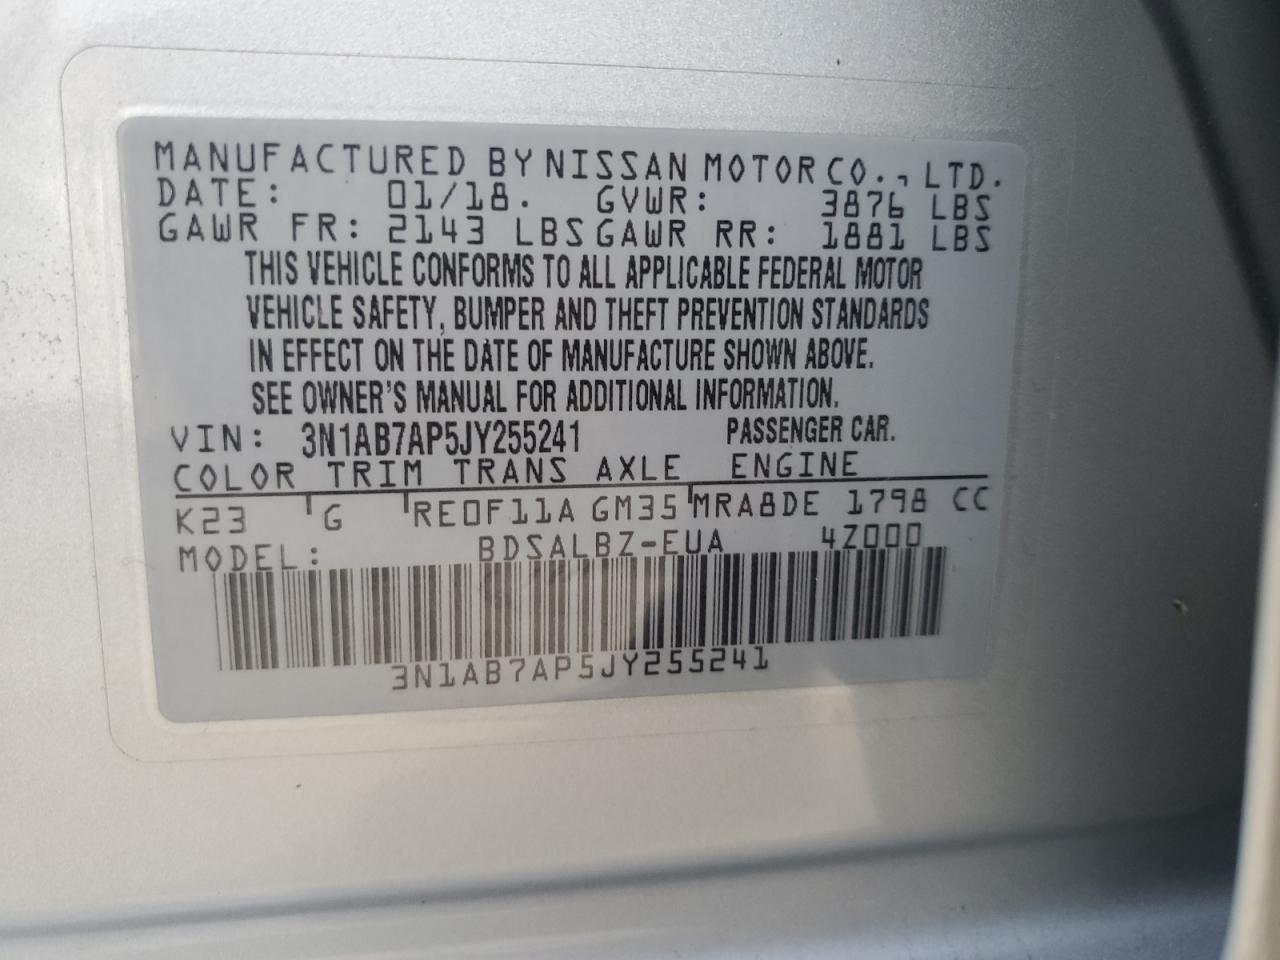 MANUFACTURED BY NISSAN MOTOR CO., LTD.
DATE: 01/18. GVWR: 3876 LBS
GAWR FR: 2143 LBS GAWR RR: 1881 LBS
THIS VEHICLE CONFORMS TO ALL APPLICABLE FEDERAL MOTOR
VEHICLE SAFETY, BUMPER AND THEFT PREVENTION STANDARDS
IN EFFECT ON THE DATE OF MANUFACTURE SHOWN ABOVE.
SEE OWNER'S MANUAL FOR ADDITIONAL INFORMATION.
VIN: 3N1AB7AP5JY255241 PASSENGER CAR.
COLOR TRIM TRANS AXLE ENGINE
K23 G RE0F11A GM35 MRA8DE 1798 CC
MODEL: BDSALBZ-EUA 4Z000
3N1AB7AP5JY255241